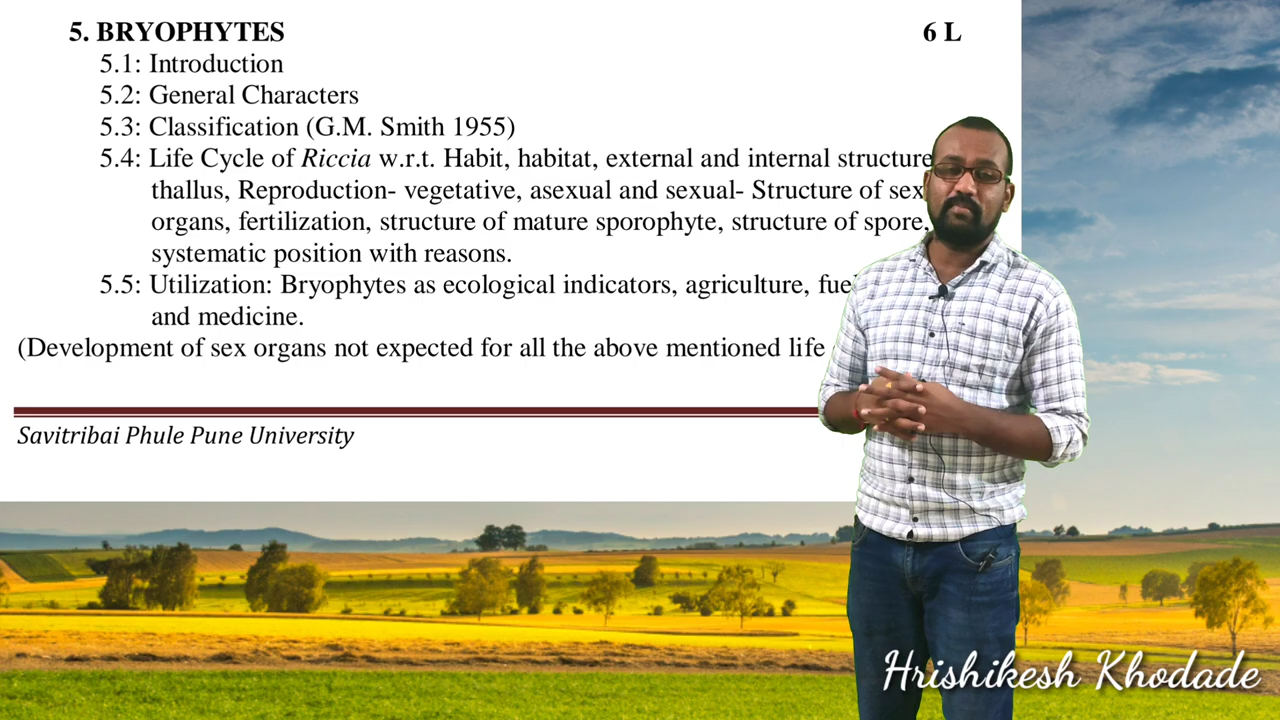 5. BRYOPHYTES 6 L
5.1: Introduction
5.2: General Characters
5.3: Classification (G.M. Smith 1955)
5.4: Life Cycle of Riccia w.r.t. Habit, habitat, external and internal structure
thallus, Reproduction- vegetative, asexual and sexual- Structure of sex
organs, fertilization, structure of mature sporophyte, structure of spore,
systematic position with reasons.
5.5: Utilization: Bryophytes as ecological indicators, agriculture,
and medicine.
(Development of sex organs not expected for all the above mentioned life
Savitribai Phule Pune University
Hrishikesh Khodade